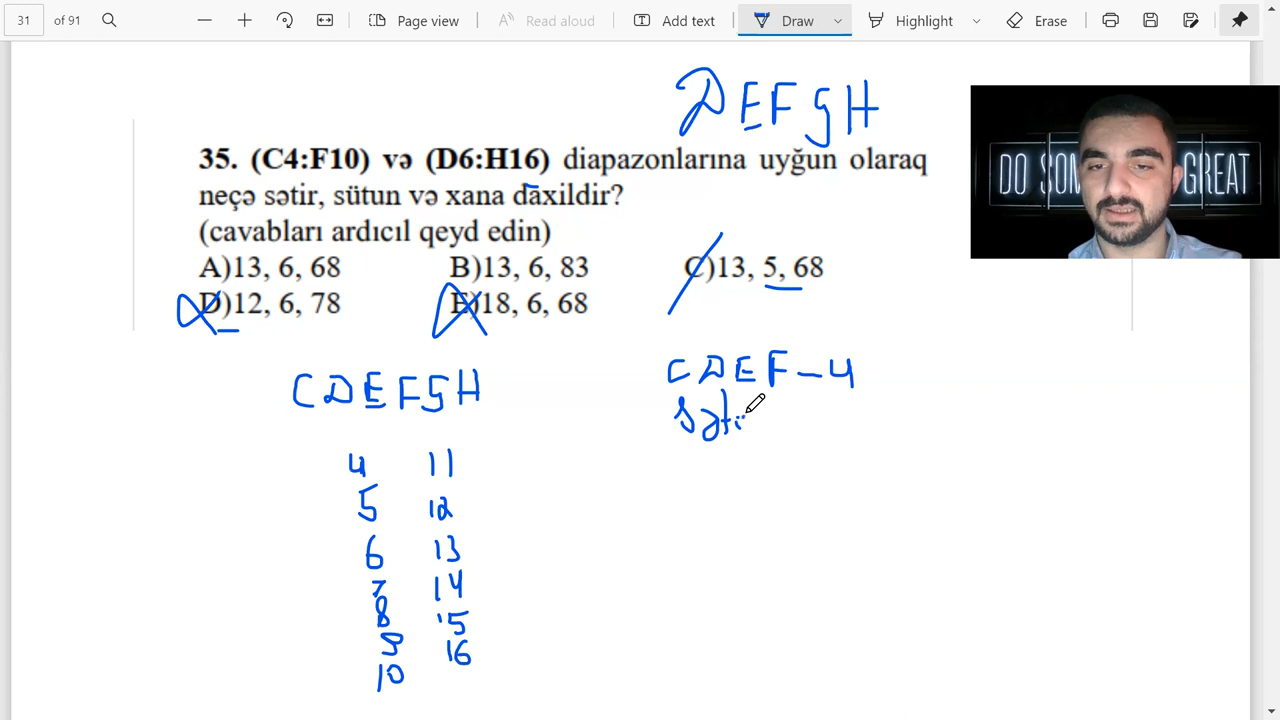 31 of 91 Page view Read aloud Add text Draw Highlight Erase
D E F G H
35. (C4:F10) və (D6:H16) diapazonlarına uyğun olaraq
neçə sətir, sütun və xana daxildir?
(cavabları ardıcıl qeyd edin)
A)13, 6, 68 B)13, 6, 83 C)13, 5, 68
D)12, 6, 78 E)18, 6, 68
DO SOM GREAT
C D E F G H
C D E F – 4
Səti
4 11
5 12
6 13
7 14
8 15
9 16
10